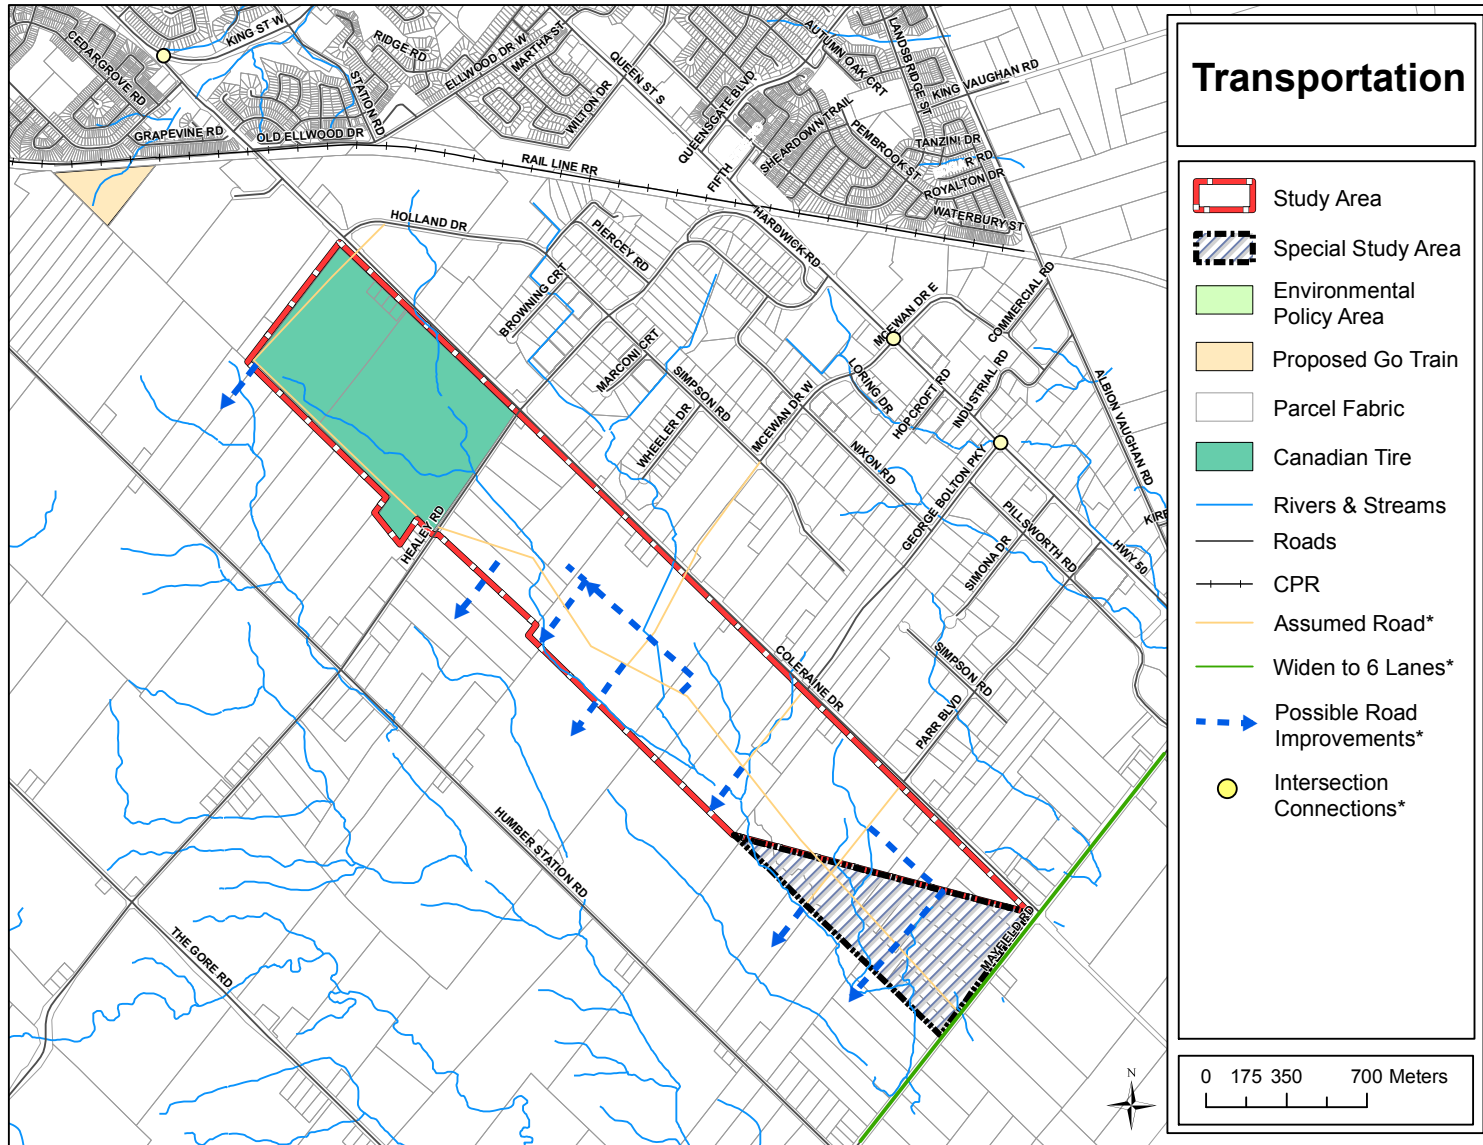 Transportation
Study Area
Special Study Area
Environmental
Policy Area
Proposed Go Train
Parcel Fabric
Canadian Tire
Rivers & Streams
Roads
CPR
Assumed Road*
Widen to 6 Lanes*
Possible Road
Improvements*
Intersection
Connections*
0 175 350 700 Meters
N
KING ST W
CEDARGROVE RD
RIDGE RD
STATION RD
ELLWOOD DR W
MARTHA ST
WILTON DR
QUEEN ST S
QUEENSGATE BLVD
AUTUMN OAK CRT
LANDSBRIDGE ST
KING VAUGHAN RD
GRAPEVINE RD
OLD ELLWOOD DR
RAIL LINE RR
FIFTH
SHEARDOWN TRAIL
PEMBROOK ST
TANZINI DR
R RD
ROYALTON DR
WATERBURY ST
HOLLAND DR
PIERCEY RD
BROWNING CRT
HARDWICK RD
MARCONI CRT
SIMPSON RD
WHEELER DR
MCEWAN DR W
MCEWAN DR E
COMMERCIAL RD
LORING DR
HOPCROFT RD
INDUSTRIAL RD
NIXON RD
ALBION VAUGHAN RD
GEORGE BOLTON PKY
PILLSWORTH RD
SIMONA DR
HWY 50
KIRF
HEALEY RD
COLERAINE DR
SIMPSON RD
PARR BLVD
HUMBER STATION RD
THE GORE RD
MAYFIELD RD